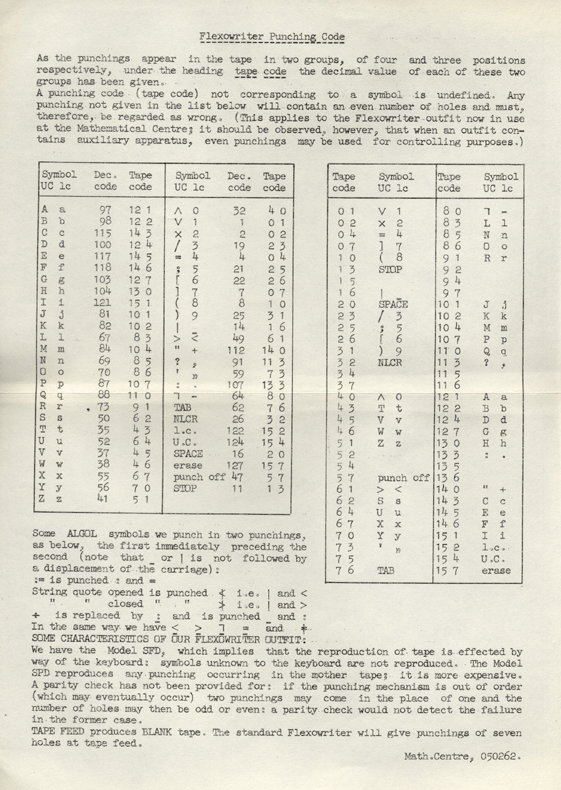 Flexowriter Punching Code
As the punchings appear in the tape in two groups, of four and three positions
respectively, under the heading tape code the decimal value of each of these two
groups has been given.
A punching code (tape code) not corresponding to a symbol is undefined. Any
punching not given in the list below will contain an even number of holes and must,
therefore, be regarded as wrong. (This applies to the Flexowriter outfit now in use
at the Mathematical Centre; it should be observed, however, that when an outfit con-
tains auxiliary apparatus, even punchings may be used for controlling purposes.)
Symbol Dec. Tape Symbol Dec. Tape
UC lc code code UC lc code code
A a 97 12 1 ∧ 0 32 4 0
B b 98 12 2 ∨ 1 1 0 1
C c 115 14 3 × 2 2 0 2
D d 100 12 4 / 3 19 2 3
E e 117 14 5 = 4 4 0 4
F f 118 14 6 ; 5 21 2 5
G g 103 12 7 [ 6 22 2 6
H h 104 13 0 ] 7 7 0 7
I i 121 15 1 ( 8 8 1 0
J j 81 10 1 ) 9 25 3 1
K k 82 10 2 | _ 14 1 6
L l 67 8 3 > < 49 6 1
M m 84 10 4 " + 112 14 0
N n 69 8 5 ? , 91 11 3
O o 70 8 6 ' ⏨ 59 7 3
P p 87 10 7 : . 107 13 3
Q q 88 11 0 ¬ - 64 8 0
R r 73 9 1 TAB 62 7 6
S s 50 6 2 NLCR 26 3 2
T t 35 4 3 l.c. 122 15 2
U u 52 6 4 U.C. 124 15 4
V v 37 4 5 SPACE 16 2 0
W w 38 4 6 erase 127 15 7
X x 55 6 7 punch off 47 5 7
Y y 56 7 0 STOP 11 1 3
Z z 41 5 1
Tape Symbol Tape Symbol
code UC lc code UC lc
0 1 ∨ 1 8 0 ¬ -
0 2 × 2 8 3 L l
0 4 = 4 8 5 N n
0 7 ] 7 8 6 O o
1 0 ( 8 9 1 R r
1 3 STOP 9 2
1 5 9 4
1 6 | 9 7
2 0 SPACE 10 1 J j
2 3 / 3 10 2 K k
2 5 ; 5 10 4 M m
2 6 [ 6 10 7 P p
3 1 ) 9 11 0 Q q
3 2 NLCR 11 3 ? ,
3 4 11 5
3 7 11 6
4 0 ∧ 0 12 1 A a
4 3 T t 12 2 B b
4 5 V v 12 4 D d
4 6 W w 12 7 G g
5 1 Z z 13 0 H h
5 2 13 3 : .
5 4 13 5
5 7 punch off 13 6
6 1 > < 14 0 " +
6 2 S s 14 3 C c
6 4 U u 14 5 E e
6 7 X x 14 6 F f
7 0 Y y 15 1 I i
7 3 ' ⏨ 15 2 l.c.
7 5 15 4 U.C.
7 6 TAB 15 7 erase
Some ALGOL symbols we punch in two punchings,
as below, the first immediately preceding the
second (note that _ or | is not followed by
a displacement of the carriage):
:= is punched : and =
String quote opened is punched ≮ i.e. | and <
" " closed " " ≯ i.e. | and >
÷ is replaced by : and is punched _ and :
In the same way we have < > ¬ = and ≠
SOME CHARACTERISTICS OF OUR FLEXOWRITER OUTFIT:
We have the Model SFD, which implies that the reproduction of tape is effected by
way of the keyboard: symbols unknown to the keyboard are not reproduced. The Model
SPD reproduces any punching occurring in the mother tape; it is more expensive.
A parity check has not been provided for: if the punching mechanism is out of order
(which may eventually occur) two punchings may come in the place of one and the
number of holes may then be odd or even: a parity check would not detect the failure
in the former case.
TAPE FEED produces BLANK tape. The standard Flexowriter will give punchings of seven
holes at tape feed.
Math.Centre, 050262.